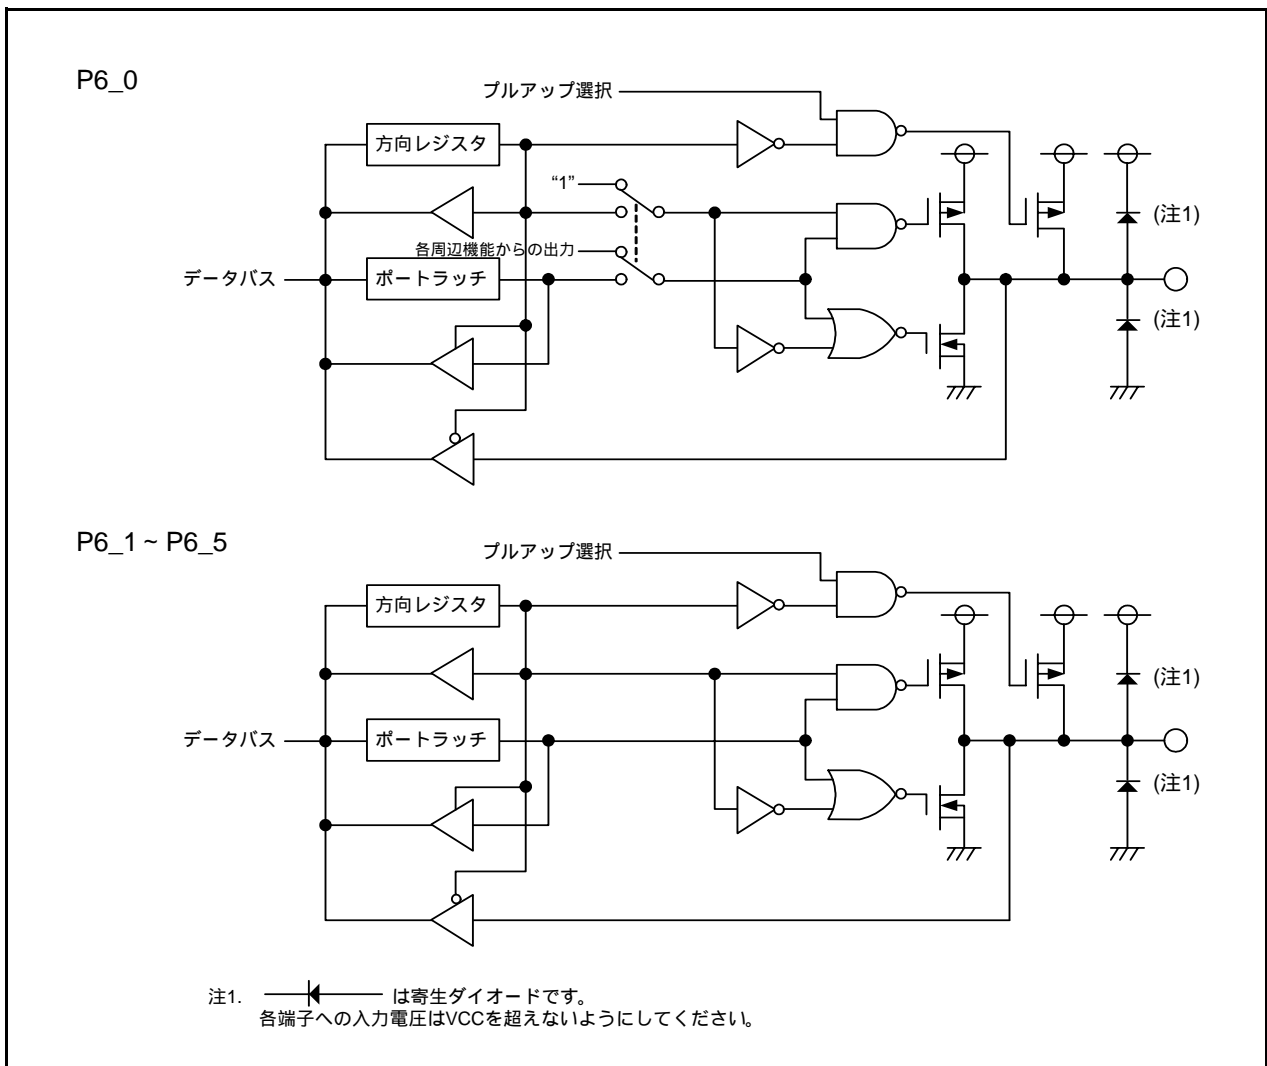 P6_0
プルアップ選択
方向レジスタ
“1”
(注1)
各周辺機能からの出力
データバス
ポートラッチ
(注1)
P6_1 ~ P6_5
プルアップ選択
方向レジスタ
(注1)
データバス
ポートラッチ
(注1)
注1. は寄生ダイオードです。
各端子への入力電圧はVCCを超えないようにしてください。